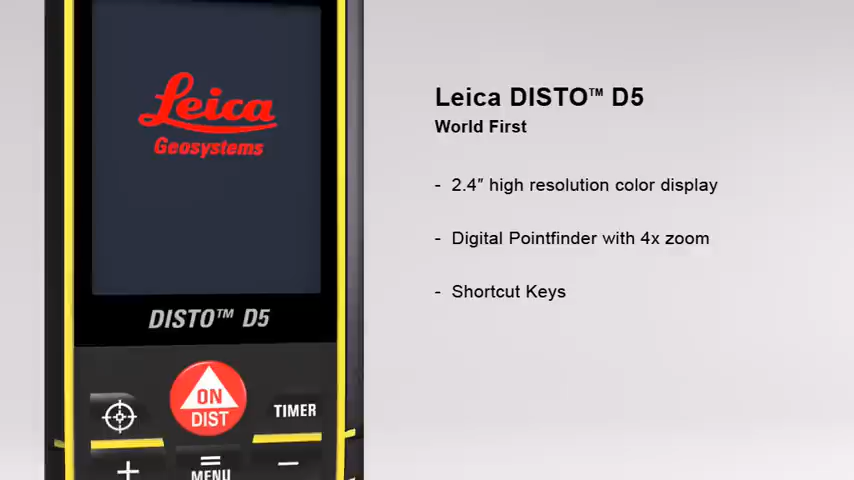 Leica
Geosystems
DISTO™ D5
ON
DIST
TIMER
+
MENU
−
Leica DISTO™ D5
World First
- 2.4″ high resolution color display
- Digital Pointfinder with 4x zoom
- Shortcut Keys